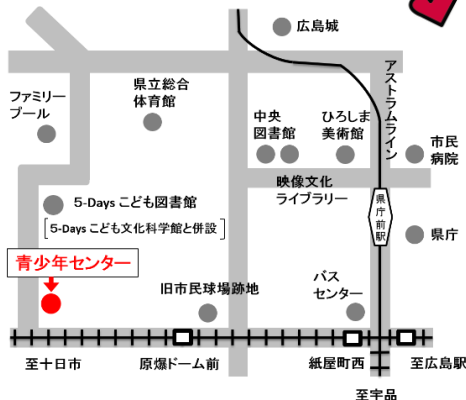 広島城
アストラムライン
ファミリー
プール
県立総合
体育館
中央
図書館
ひろしま
美術館
市民
病院
映像文化
ライブラリー
5-Days こども図書館
[5-Days こども文化科学館と併設]
県庁前駅
県庁
青少年センター
旧市民球場跡地
バス
センター
至十日市
原爆ドーム前
紙屋町西
至広島駅
至宇品